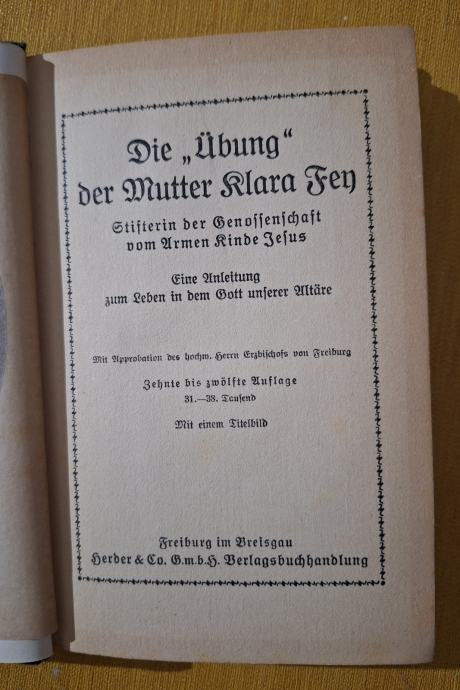 Die „Übung“
der Mutter Klara Fey
Stifterin der Genossenschaft
vom Armen Kinde Jesus
Eine Anleitung
zum Leben in dem Gott unsrer Altäre
Mit Approbation des hochw. Herrn Erzbischofs von Freiburg
Zehnte bis zwölfte Auflage
31.—38. Tausend
Mit einem Titelbild
Freiburg im Breisgau
Herder & Co. G.m.b.H. Verlagsbuchhandlung